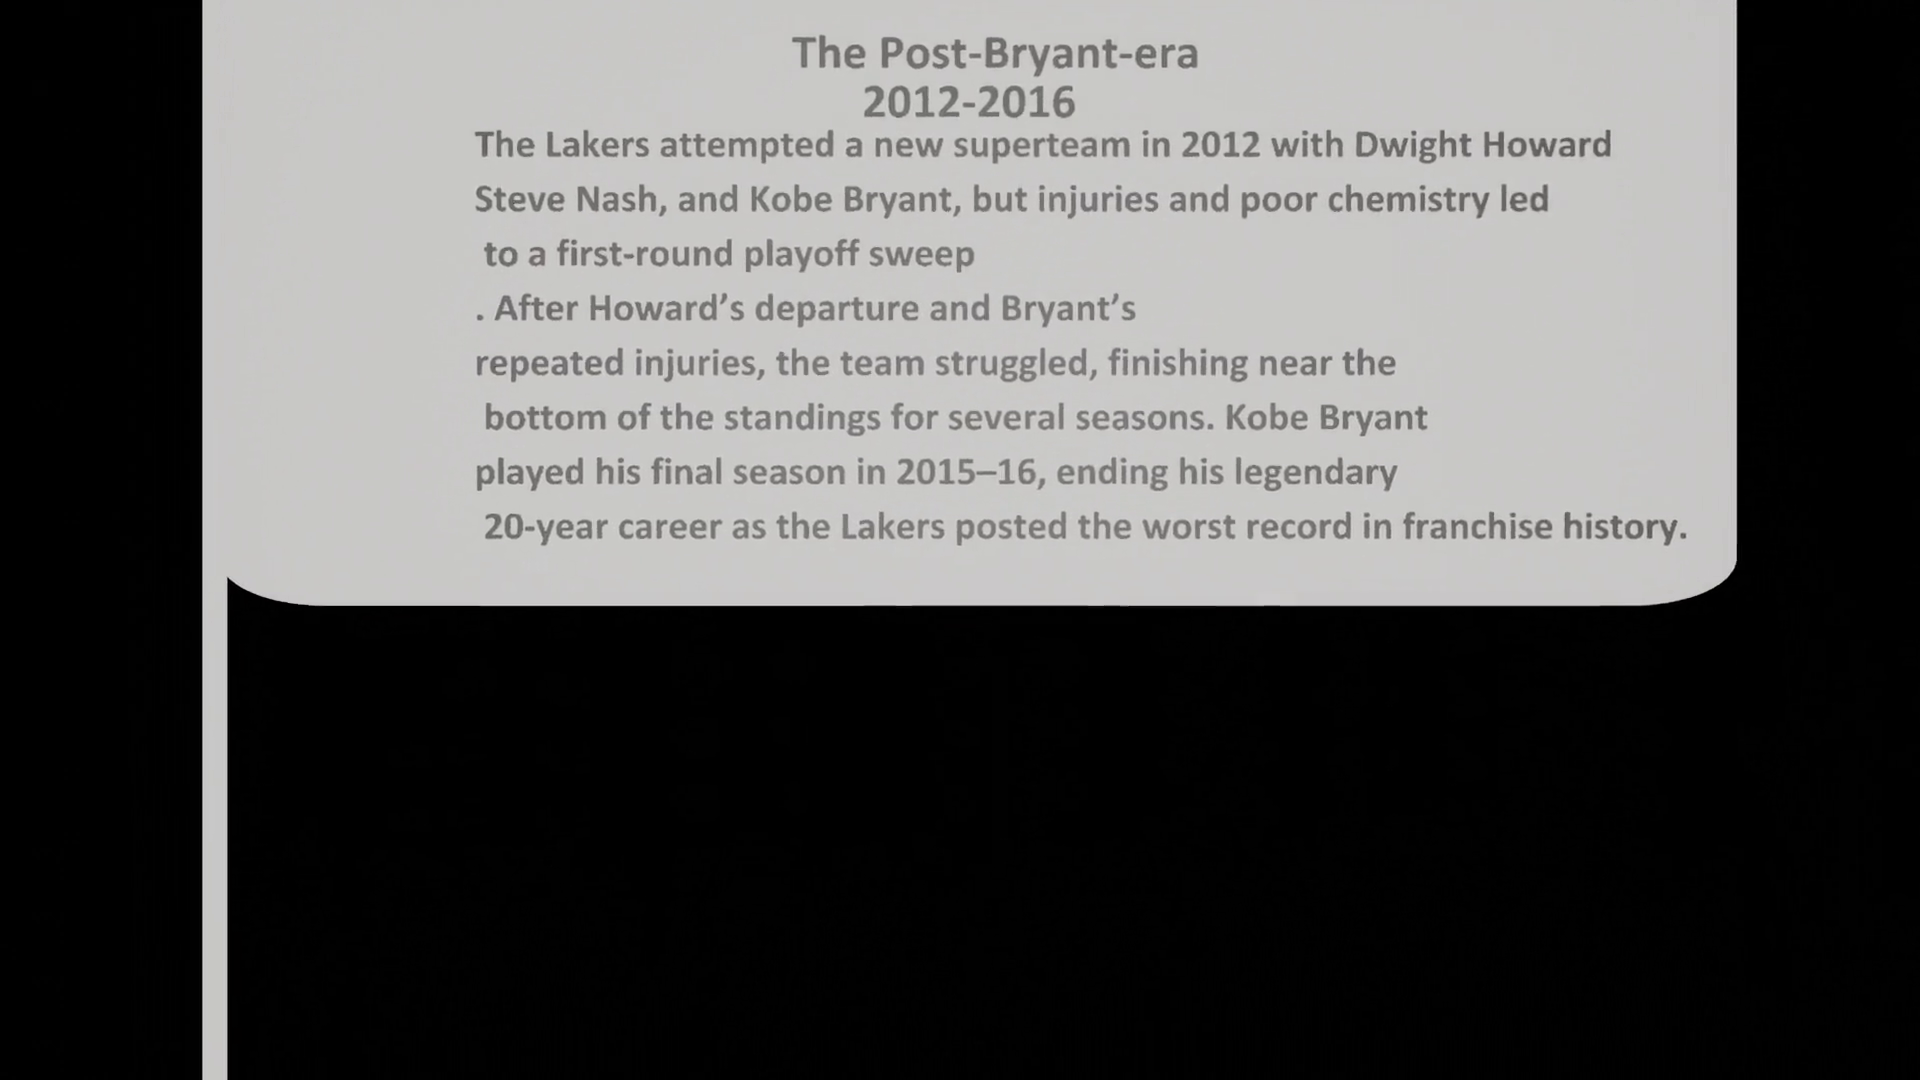 The Post-Bryant-era
2012-2016
The Lakers attempted a new superteam in 2012 with Dwight Howard
Steve Nash, and Kobe Bryant, but injuries and poor chemistry led
to a first-round playoff sweep
. After Howard’s departure and Bryant’s
repeated injuries, the team struggled, finishing near the
bottom of the standings for several seasons. Kobe Bryant
played his final season in 2015–16, ending his legendary
20-year career as the Lakers posted the worst record in franchise history.